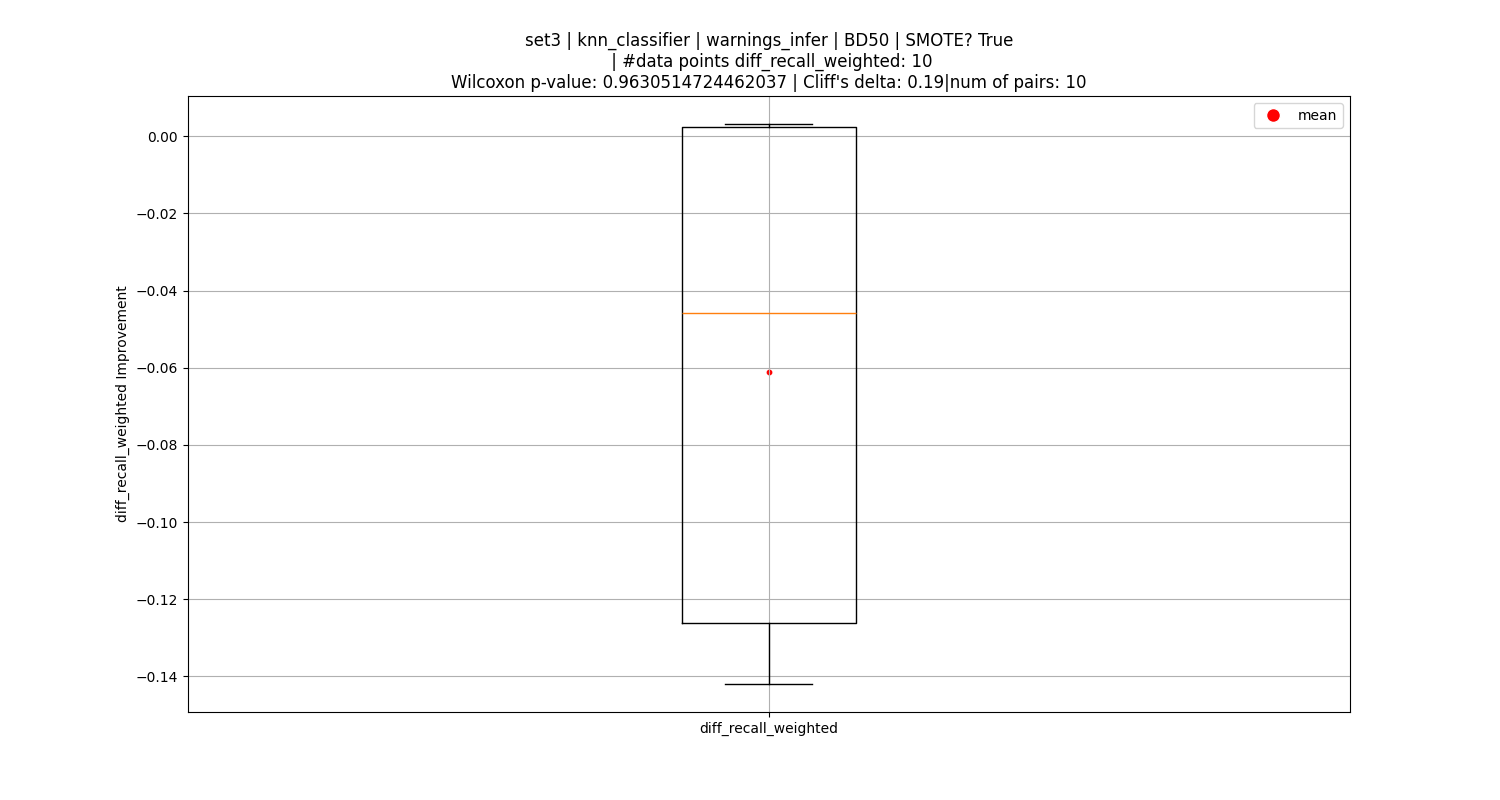 set3 | knn_classifier | warnings_infer | BD50 | SMOTE? True
| #data points diff_recall_weighted: 10
Wilcoxon p-value: 0.9630514724462037 | Cliff's delta: 0.19|num of pairs: 10
mean
0.00
−0.02
−0.04
−0.06
−0.08
−0.10
−0.12
−0.14
diff_recall_weighted Improvement
diff_recall_weighted